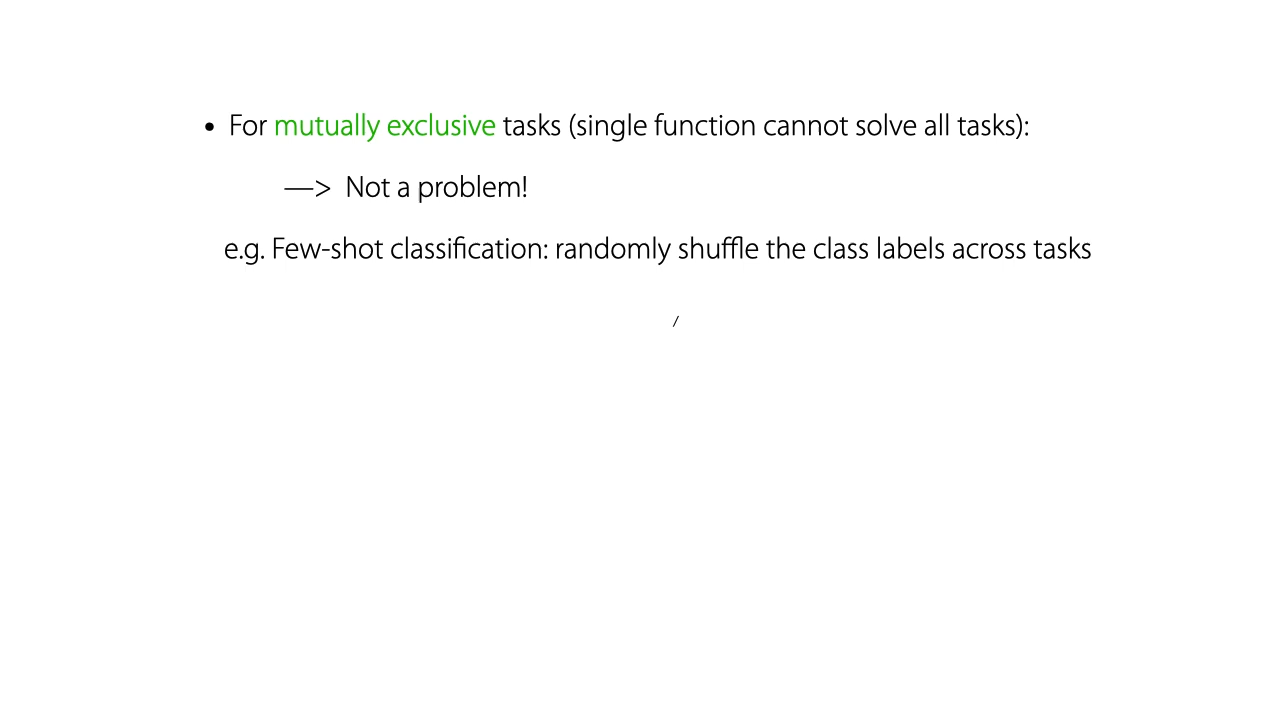 • For mutually exclusive tasks (single function cannot solve all tasks):
—> Not a problem!
e.g. Few-shot classification: randomly shuffle the class labels across tasks
/